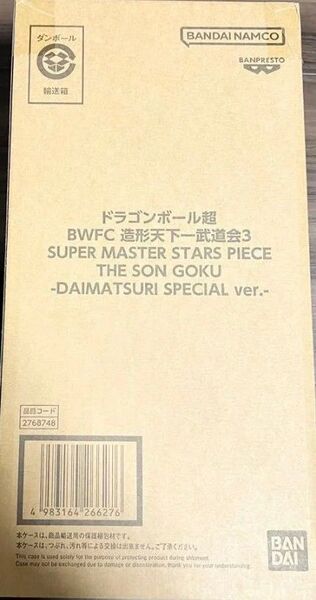 ダンボール
輸送箱
BANDAI NAMCO
BANPRESTO
ドラゴンボール超
BWFC 造形天下一武道会3
SUPER MASTER STARS PIECE
THE SON GOKU
-DAIMATSURI SPECIAL ver.-
品番コード
2768748
4 983164 266276
本ケースは、商品輸送用の保護梱包材です。
本ケースは、つぶれ、汚れ等による交換は出来ません。ご了承ください。
This case is used solely for the purpose of protecting product during shipment.
Case may not be exchanged due to damage or discoloration, thank you for your understanding.
BAN
DAI